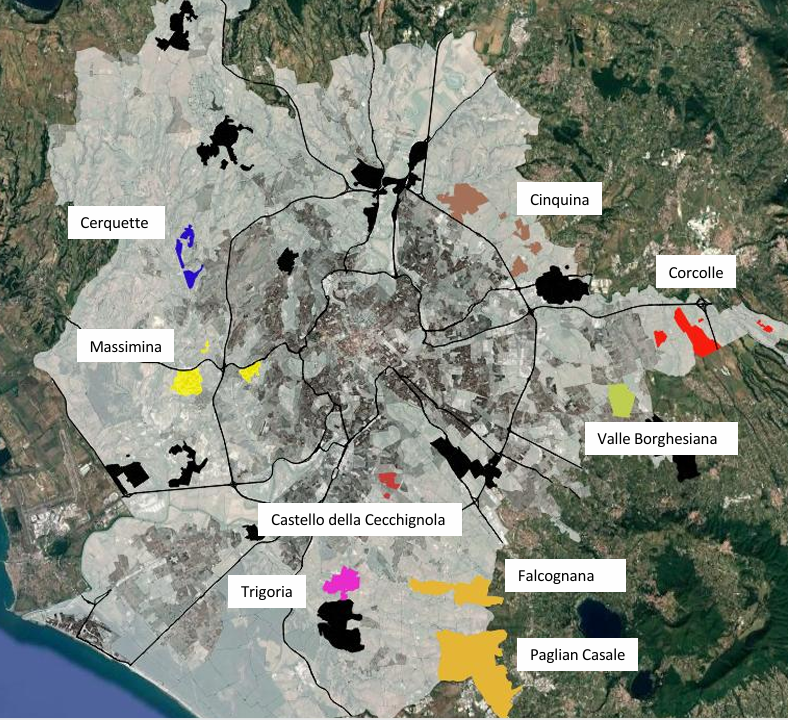 Cinquina
Cerquette
Corcolle
Massimina
Valle Borghesiana
Castello della Cecchignola
Falcognana
Trigoria
Paglian Casale